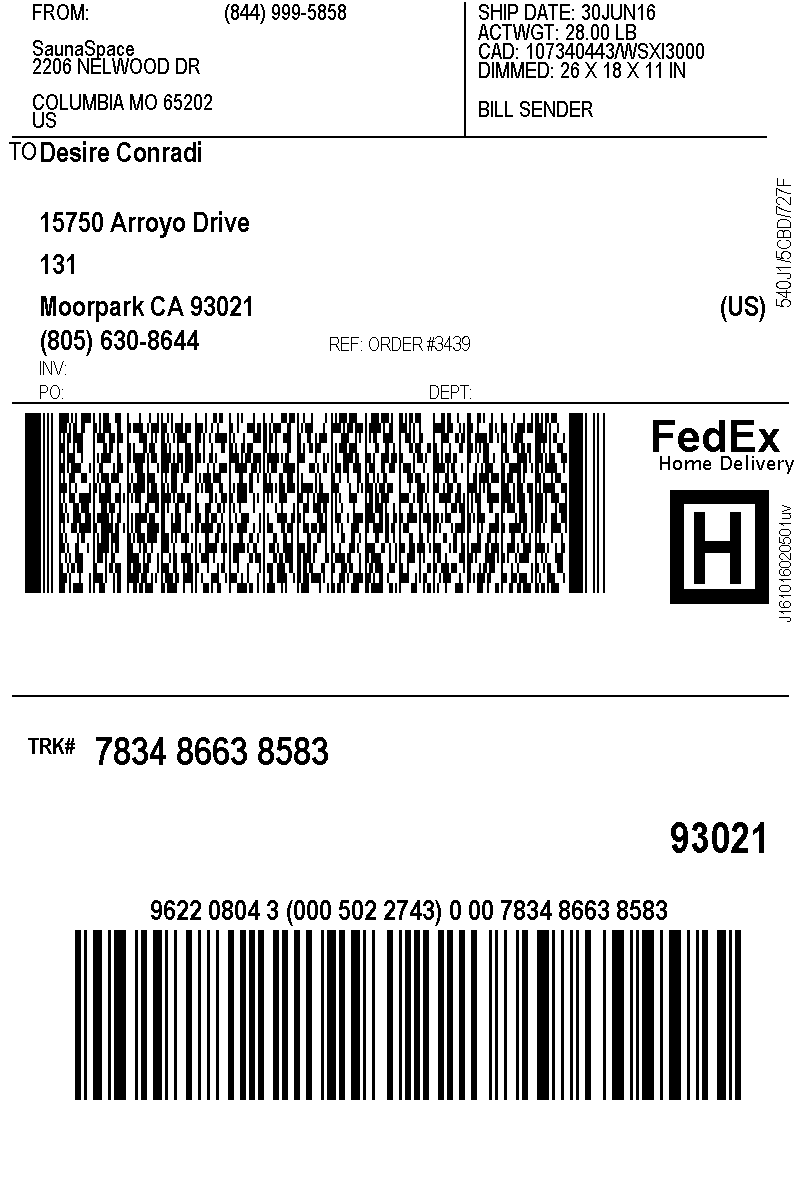 FROM: (844) 999-5858
SaunaSpace
2206 NELWOOD DR
COLUMBIA MO 65202
US
SHIP DATE: 30JUN16
ACTWGT: 28.00 LB
CAD: 107340443/WSXI3000
DIMMED: 26 X 18 X 11 IN
BILL SENDER
TO Desire Conradi
15750 Arroyo Drive
131
Moorpark CA 93021 (US)
(805) 630-8644 REF: ORDER #3439
INV:
PO: DEPT:
540J1/5CBD/727F
FedEx
Home Delivery
H
J161016020501uv
TRK# 7834 8663 8583
93021
9622 0804 3 (000 502 2743) 0 00 7834 8663 8583